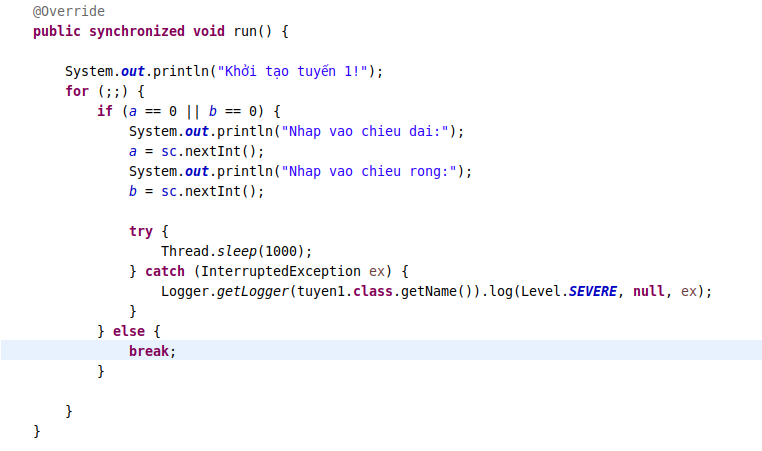 @Override
public synchronized void run() {
System.out.println("Khởi tạo tuyến 1!");
for (;;) {
if (a == 0 || b == 0) {
System.out.println("Nhap vao chieu dai:");
a = sc.nextInt();
System.out.println("Nhap vao chieu rong:");
b = sc.nextInt();
try {
Thread.sleep(1000);
} catch (InterruptedException ex) {
Logger.getLogger(tuyen1.class.getName()).log(Level.SEVERE, null, ex);
}
} else {
break;
}
}
}